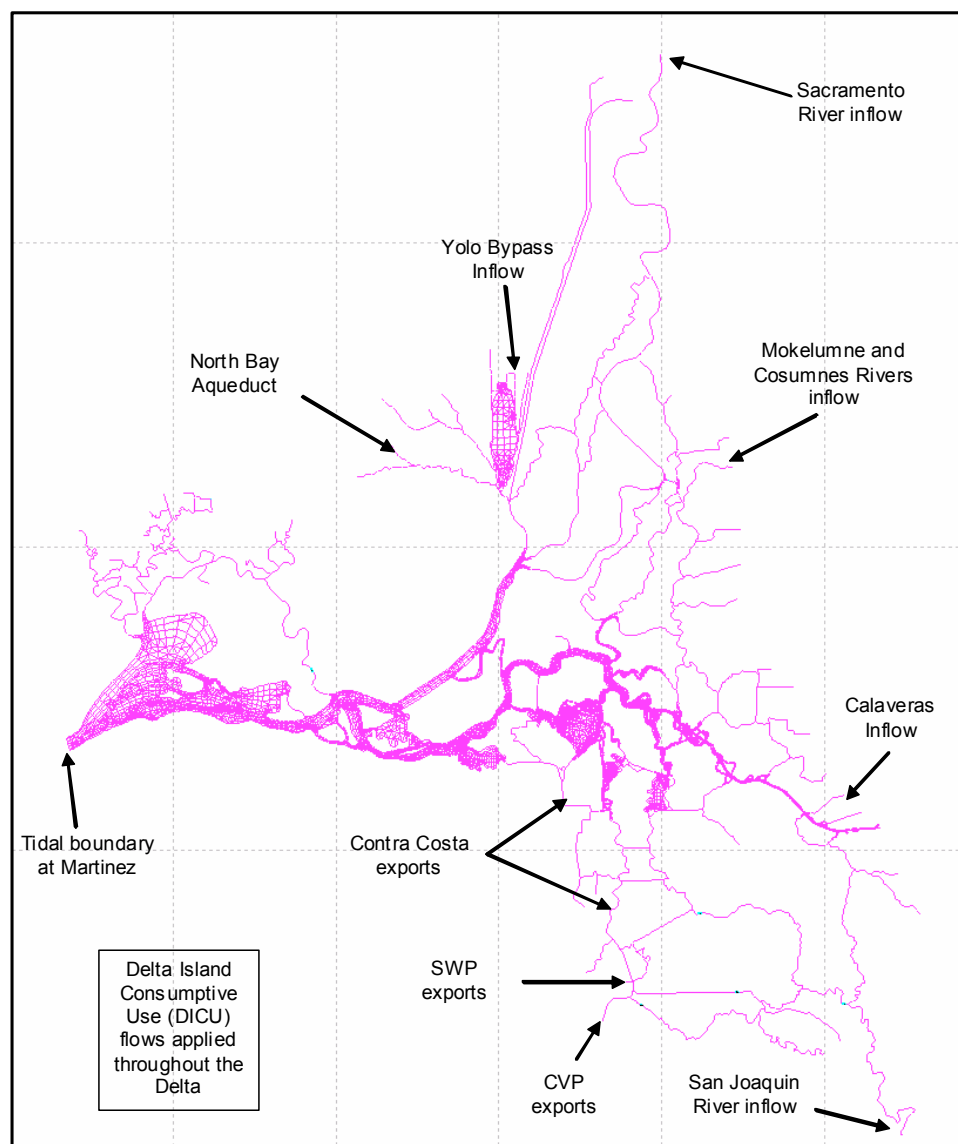 Sacramento
River inflow
Yolo Bypass
Inflow
North Bay
Aqueduct
Mokelumne and
Cosumnes Rivers
inflow
Calaveras
Inflow
Tidal boundary
at Martinez
Contra Costa
exports
SWP
exports
Delta Island
Consumptive
Use (DICU)
flows applied
throughout the
Delta
CVP
exports
San Joaquin
River inflow